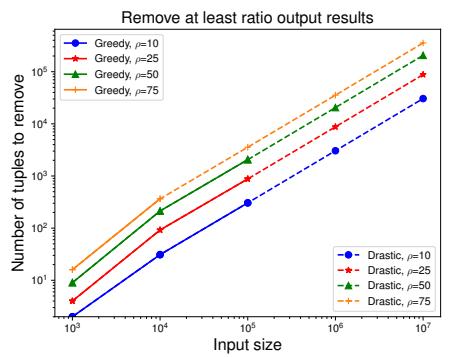 Remove at least ratio output results
Number of tuples to remove
Greedy, ρ=10
Greedy, ρ=25
Greedy, ρ=50
Greedy, ρ=75
10⁵
10⁴
10³
10²
10¹
Drastic, ρ=10
Drastic, ρ=25
Drastic, ρ=50
Drastic, ρ=75
10³ 10⁴ 10⁵ 10⁶ 10⁷
Input size